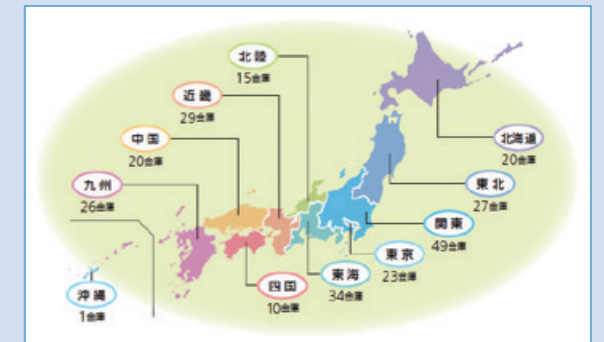 北陸
15金庫
近畿
29金庫
中国
20金庫
九州
26金庫
北海道
20金庫
東北
27金庫
関東
49金庫
東京
23金庫
東海
34金庫
四国
10金庫
沖縄
1金庫